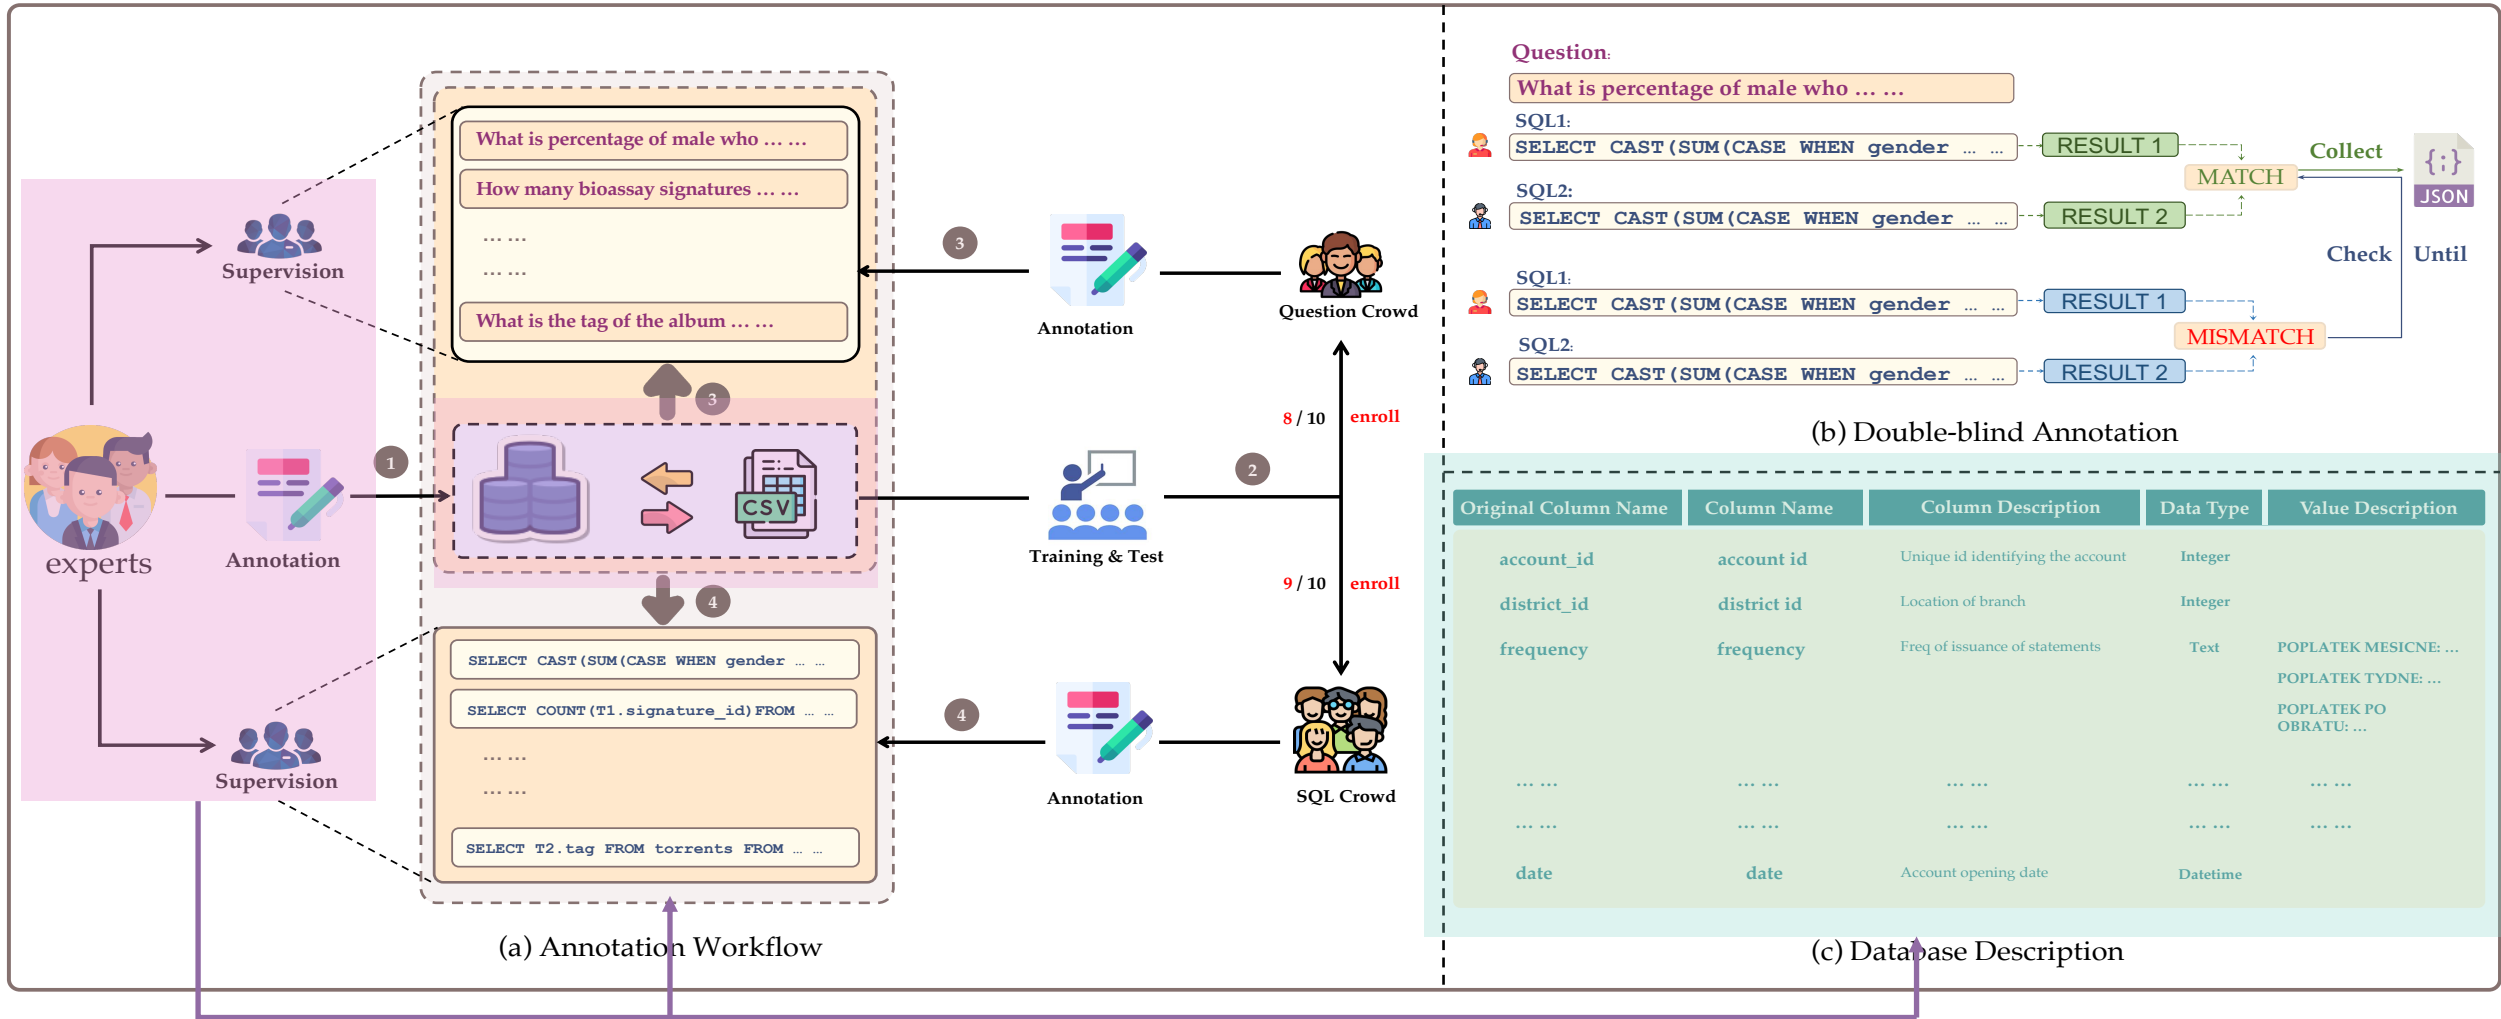 What is percentage of male who ... ...
How many bioassay signatures ... ...
... ...
... ...
What is the tag of the album ... ...
Supervision
3
Annotation
Question Crowd
3
8 / 10 enroll
experts
Annotation
1
CSV
Training & Test
2
9 / 10 enroll
4
SELECT CAST(SUM(CASE WHEN gender ... ...
SELECT COUNT(T1.signature_id)FROM ... ...
... ...
... ...
SELECT T2.tag FROM torrents FROM ... ...
Supervision
4
Annotation
SQL Crowd
(a) Annotation Workflow
Question:
What is percentage of male who ... ...
SQL1:
SELECT CAST(SUM(CASE WHEN gender ... ...
RESULT 1
SQL2:
SELECT CAST(SUM(CASE WHEN gender ... ...
RESULT 2
MATCH
Collect
{;}
JSON
Check Until
SQL1:
SELECT CAST(SUM(CASE WHEN gender ... ...
RESULT 1
SQL2:
SELECT CAST(SUM(CASE WHEN gender ... ...
RESULT 2
MISMATCH
(b) Double-blind Annotation
Original Column Name Column Name Column Description Data Type Value Description
account_id account id Unique id identifying the account Integer
district_id district id Location of branch Integer
frequency frequency Freq of issuance of statements Text POPLATEK MESICNE: ...
POPLATEK TYDNE: ...
POPLATEK PO
OBRATU: ...
... ... ... ... ... ... ... ... ... ...
... ... ... ... ... ... ... ... ... ...
date date Account opening date Datetime
(c) Database Description